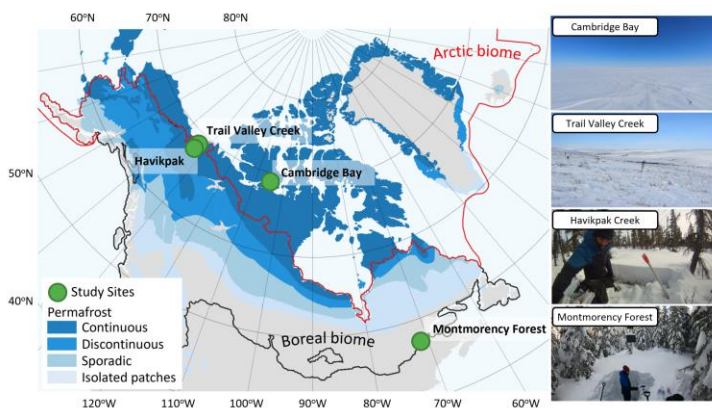 60°W
70°W
80°W
Arctic biome
Trail Valley Creek
Havikpak
Cambridge Bay
50°N
40°N
Study Sites
Permafrost
Continuous
Discontinuous
Sporadic
Isolated patches
Boreal biome
Montmorency Forest
120°W
110°W
100°W
90°W
80°W
70°W
60°W
Cambridge Bay
Trail Valley Creek
Havikpak Creek
Montmorency Forest